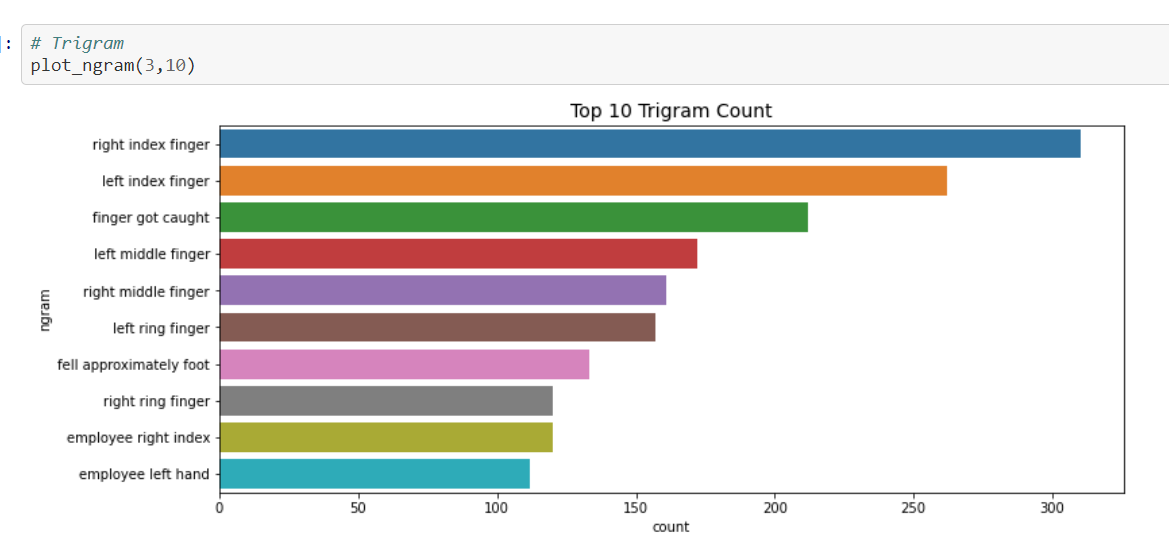 ]:
# Trigram
plot_ngram(3,10)
Top 10 Trigram Count
right index finger
left index finger
finger got caught
left middle finger
right middle finger
left ring finger
fell approximately foot
right ring finger
employee right index
employee left hand
ngram
0 50 100 150 200 250 300
count